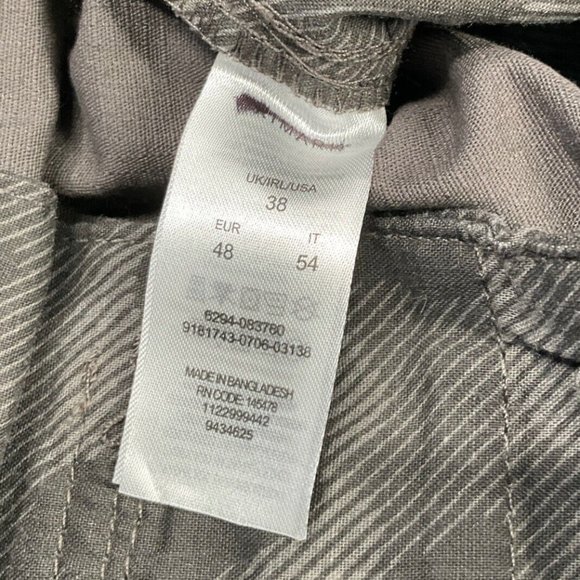 UK/IRL/USA
38
EUR IT
48 54
6294-083760
9181743-0706-03138
MADE IN BANGLADESH
RN CODE: 145478
1122999442
9434625